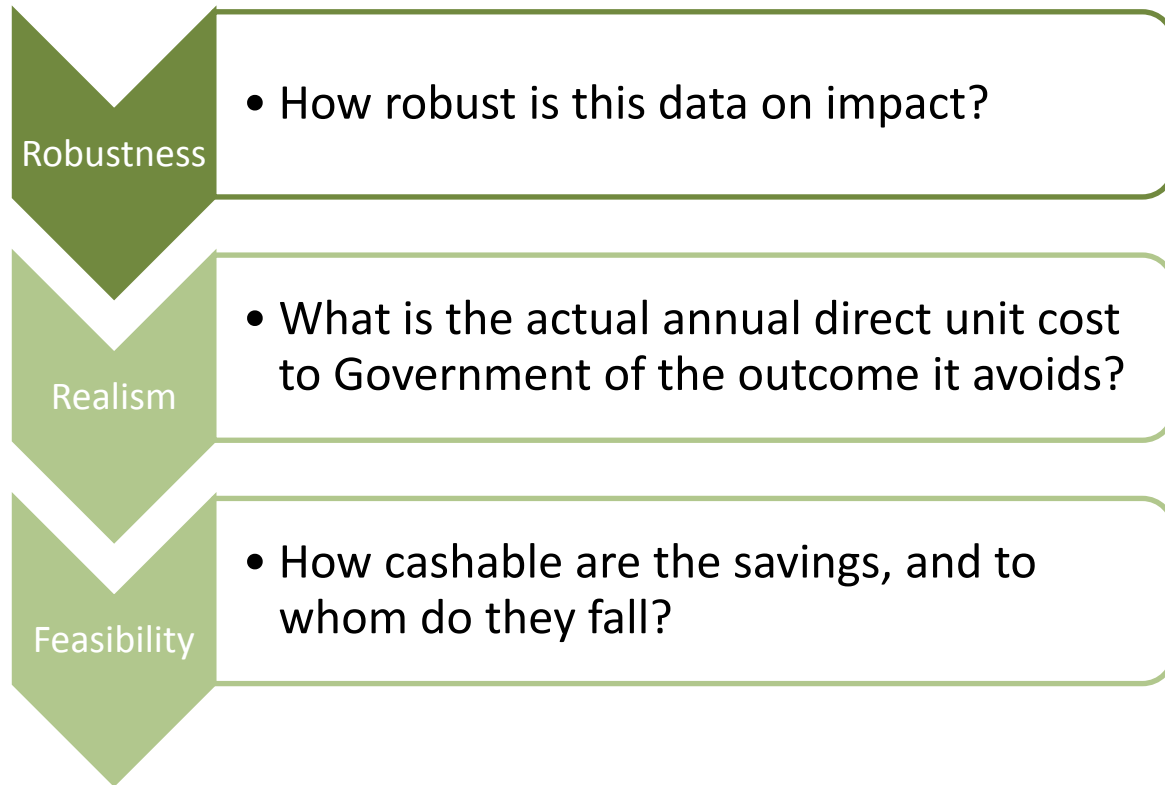 Robustness
• How robust is this data on impact?
Realism
• What is the actual annual direct unit cost
to Government of the outcome it avoids?
Feasibility
• How cashable are the savings, and to
whom do they fall?